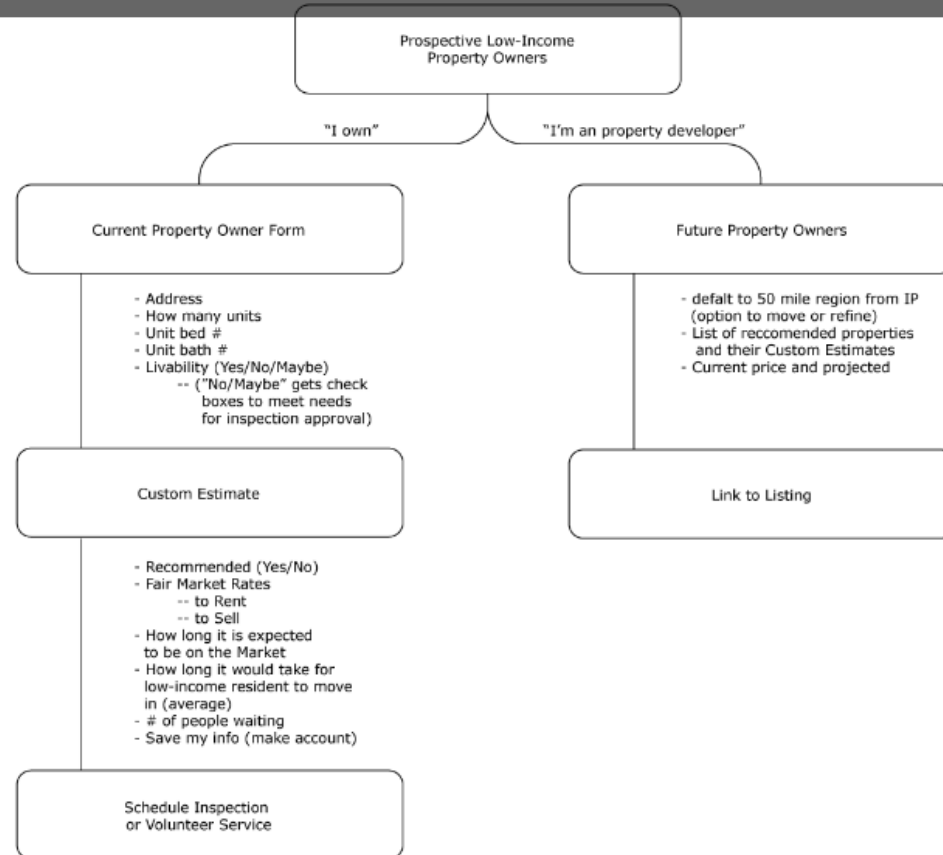 Prospective Low-Income
Property Owners
"I own"
"I'm an property developer"
Current Property Owner Form
- Address
- How many units
- Unit bed #
- Unit bath #
- Livability (Yes/No/Maybe)
-- ("No/Maybe" gets check
boxes to meet needs
for inspection approval)
Custom Estimate
- Recommended (Yes/No)
- Fair Market Rates
-- to Rent
-- to Sell
- How long it is expected
to be on the Market
- How long it would take for
low-income resident to move
in (average)
- # of people waiting
- Save my info (make account)
Schedule Inspection
or Volunteer Service
Future Property Owners
- defalt to 50 mile region from IP
(option to move or refine)
- List of reccomended properties
and their Custom Estimates
- Current price and projected
Link to Listing